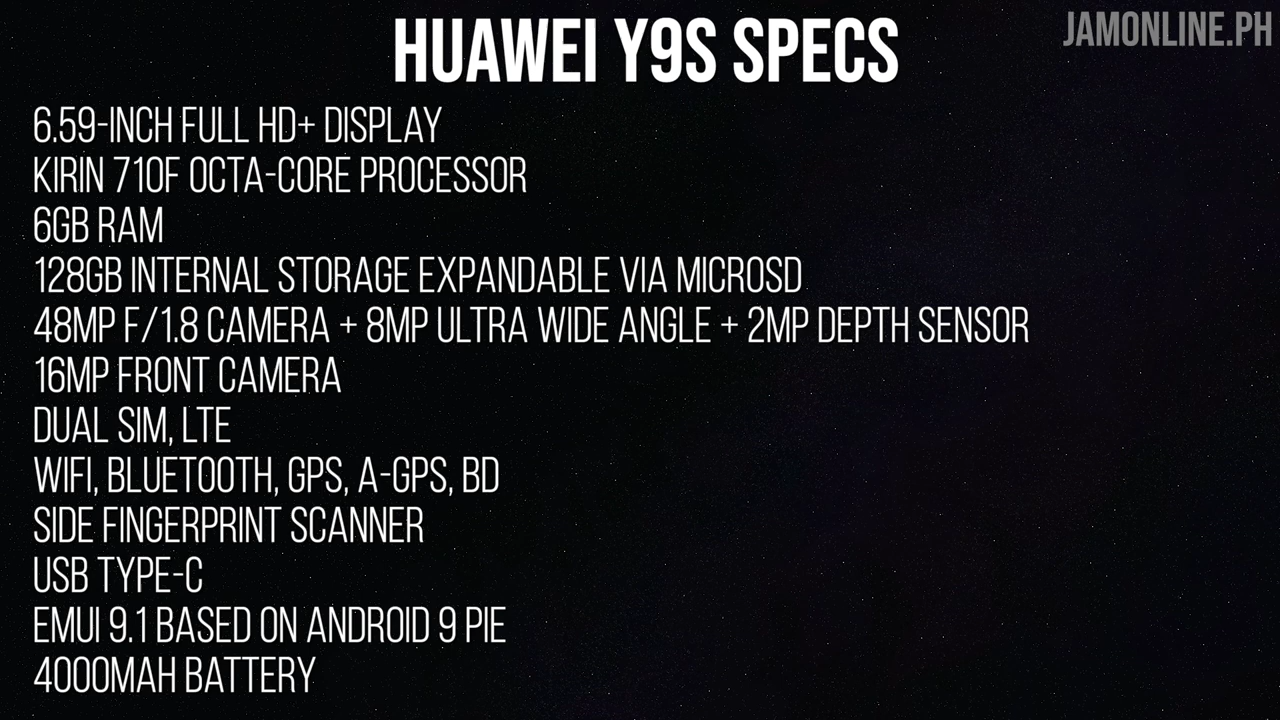 HUAWEI Y9S SPECS
JAMONLINE.PH
6.59-INCH FULL HD+ DISPLAY
KIRIN 710F OCTA-CORE PROCESSOR
6GB RAM
128GB INTERNAL STORAGE EXPANDABLE VIA MICROSD
48MP F/1.8 CAMERA + 8MP ULTRA WIDE ANGLE + 2MP DEPTH SENSOR
16MP FRONT CAMERA
DUAL SIM, LTE
WIFI, BLUETOOTH, GPS, A-GPS, BD
SIDE FINGERPRINT SCANNER
USB TYPE-C
EMUI 9.1 BASED ON ANDROID 9 PIE
4000MAH BATTERY